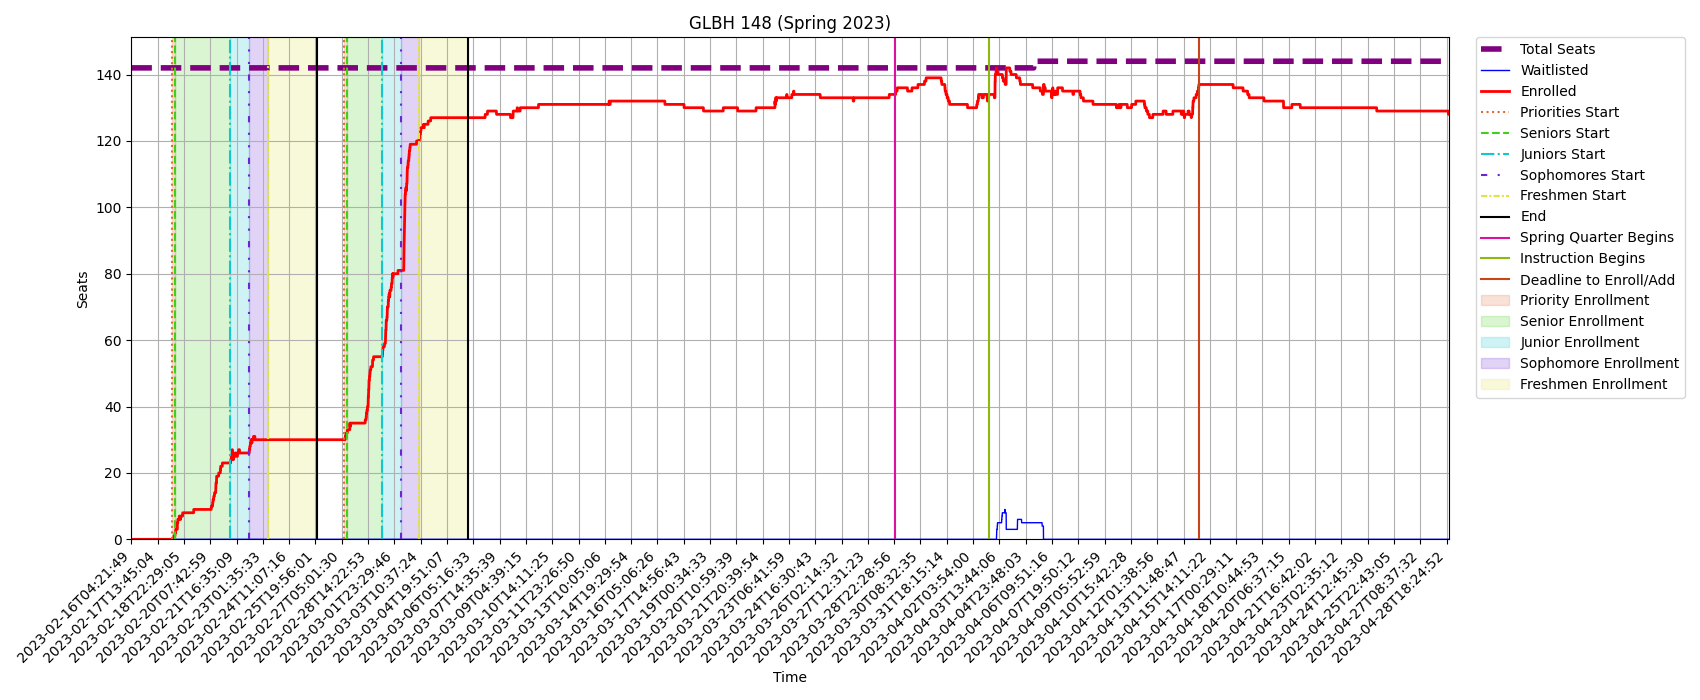 GLBH 148 (Spring 2023)
Seats
140
120
100
80
60
40
20
0
2023-02-16T04:21:49
2023-02-17T13:45:04
2023-02-18T22:29:05
2023-02-20T07:42:59
2023-02-21T16:35:09
2023-02-23T01:35:33
2023-02-24T11:07:16
2023-02-25T19:56:01
2023-02-27T05:01:30
2023-02-28T14:22:53
2023-03-01T23:29:46
2023-03-03T10:37:24
2023-03-04T19:51:07
2023-03-06T05:16:33
2023-03-07T14:35:39
2023-03-09T04:39:15
2023-03-10T14:11:25
2023-03-11T23:26:50
2023-03-13T10:05:06
2023-03-14T19:29:54
2023-03-16T05:06:26
2023-03-17T14:56:43
2023-03-19T00:34:33
2023-03-20T10:59:39
2023-03-21T20:39:54
2023-03-23T06:41:59
2023-03-24T16:30:43
2023-03-26T02:14:32
2023-03-27T12:31:23
2023-03-28T22:28:56
2023-03-30T08:32:35
2023-03-31T18:15:14
2023-04-02T03:54:00
2023-04-03T13:44:06
2023-04-04T23:48:03
2023-04-06T09:51:16
2023-04-07T19:50:12
2023-04-09T05:52:59
2023-04-10T15:42:28
2023-04-12T01:38:56
2023-04-13T11:48:47
2023-04-15T14:11:22
2023-04-17T00:29:11
2023-04-18T10:44:53
2023-04-20T06:37:15
2023-04-21T16:42:02
2023-04-23T02:35:12
2023-04-24T12:45:30
2023-04-25T22:43:05
2023-04-27T08:37:32
2023-04-28T18:24:52
Time
Total Seats
Waitlisted
Enrolled
Priorities Start
Seniors Start
Juniors Start
Sophomores Start
Freshmen Start
End
Spring Quarter Begins
Instruction Begins
Deadline to Enroll/Add
Priority Enrollment
Senior Enrollment
Junior Enrollment
Sophomore Enrollment
Freshmen Enrollment